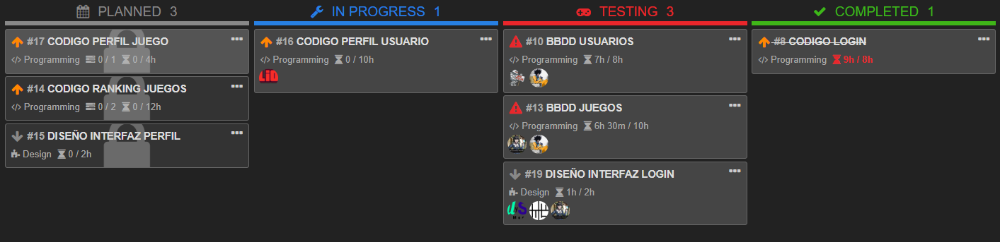 PLANNED 3
#17 CODIGO PERFIL JUEGO
Programming 0 / 1 0 / 4h
#14 CODIGO RANKING JUEGOS
Programming 0 / 2 0 / 12h
#15 DISEÑO INTERFAZ PERFIL
Design 0 / 2h
IN PROGRESS 1
#16 CODIGO PERFIL USUARIO
Programming 0 / 10h
TESTING 3
#10 BBDD USUARIOS
Programming 7h / 8h
#13 BBDD JUEGOS
Programming 6h 30m / 10h
#19 DISEÑO INTERFAZ LOGIN
Design 1h / 2h
COMPLETED 1
#8 CODIGO LOGIN
Programming 9h / 8h